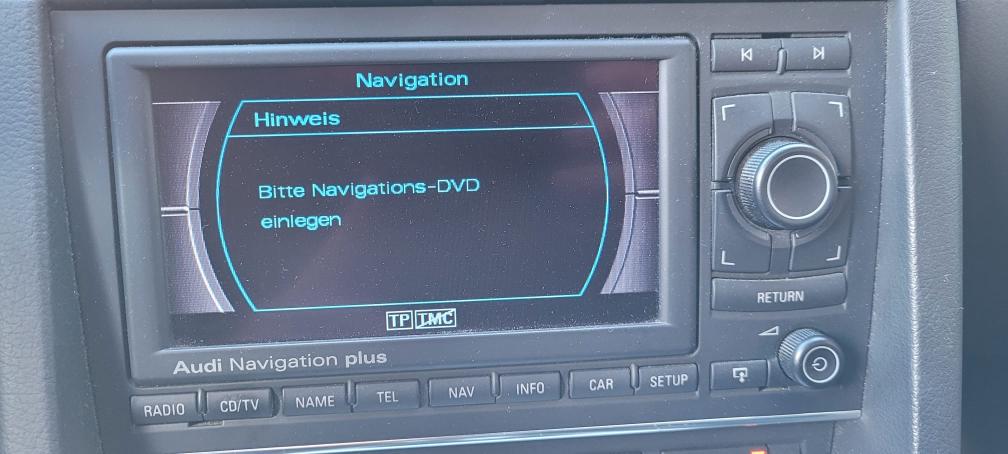 Navigation
Hinweis
Bitte Navigations-DVD
einlegen
TP TMC
Audi Navigation plus
RETURN
RADIO CD/TV NAME TEL NAV INFO CAR SETUP